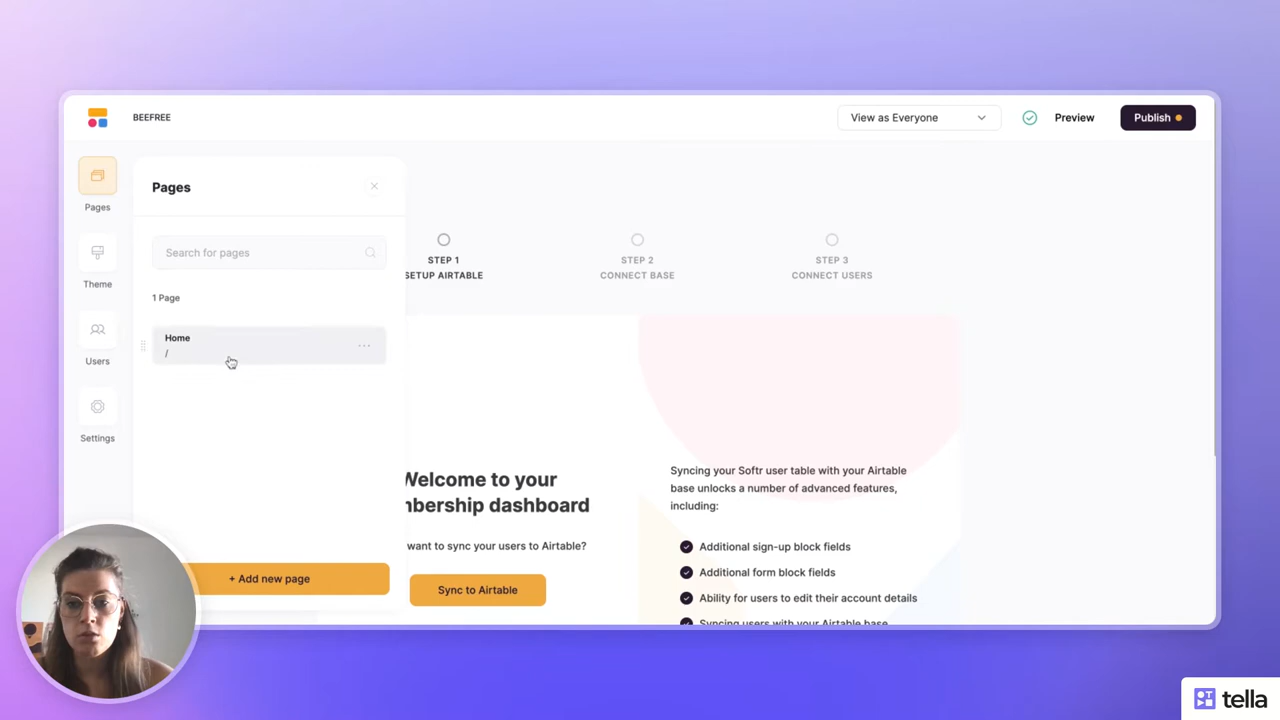 BEEFREE
View as Everyone
Preview
Publish
Pages
Theme
Users
Settings
Pages
Search for pages
1 Page
Home
/
...
+ Add new page
STEP 1
SETUP AIRTABLE
STEP 2
CONNECT BASE
STEP 3
CONNECT USERS
Welcome to your
nbership dashboard
want to sync your users to Airtable?
Sync to Airtable
Syncing your Softr user table with your Airtable
base unlocks a number of advanced features,
including:
Additional sign-up block fields
Additional form block fields
Ability for users to edit their account details
Syncing users with your Airtable base
tella